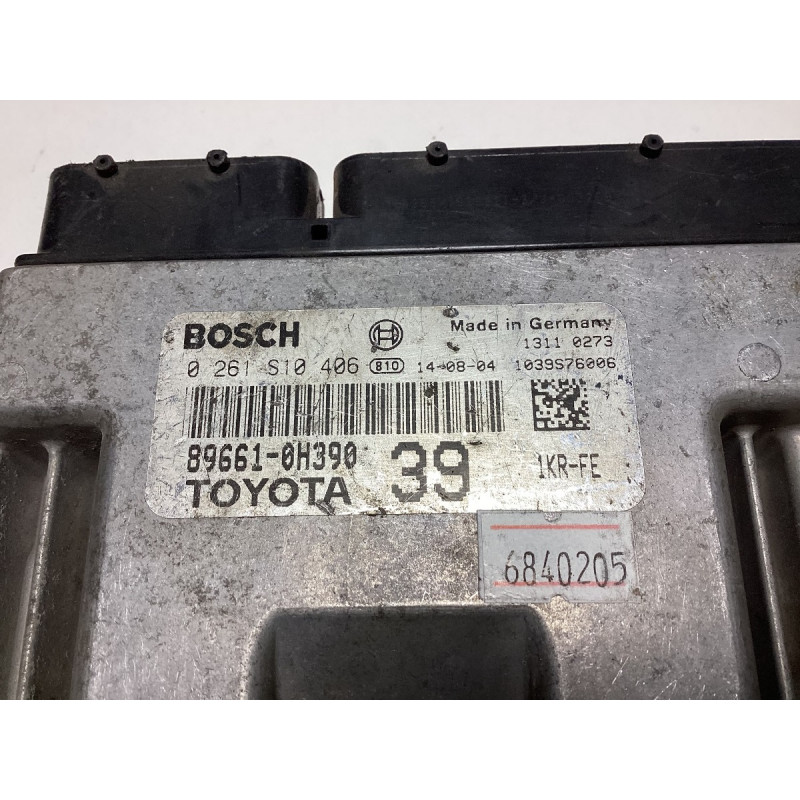 BOSCH
Made in Germany
1311 0273
0 261 S10 406 B10 14-08-04 1039S76006
89661-0H390
39
1KR-FE
TOYOTA
6840205